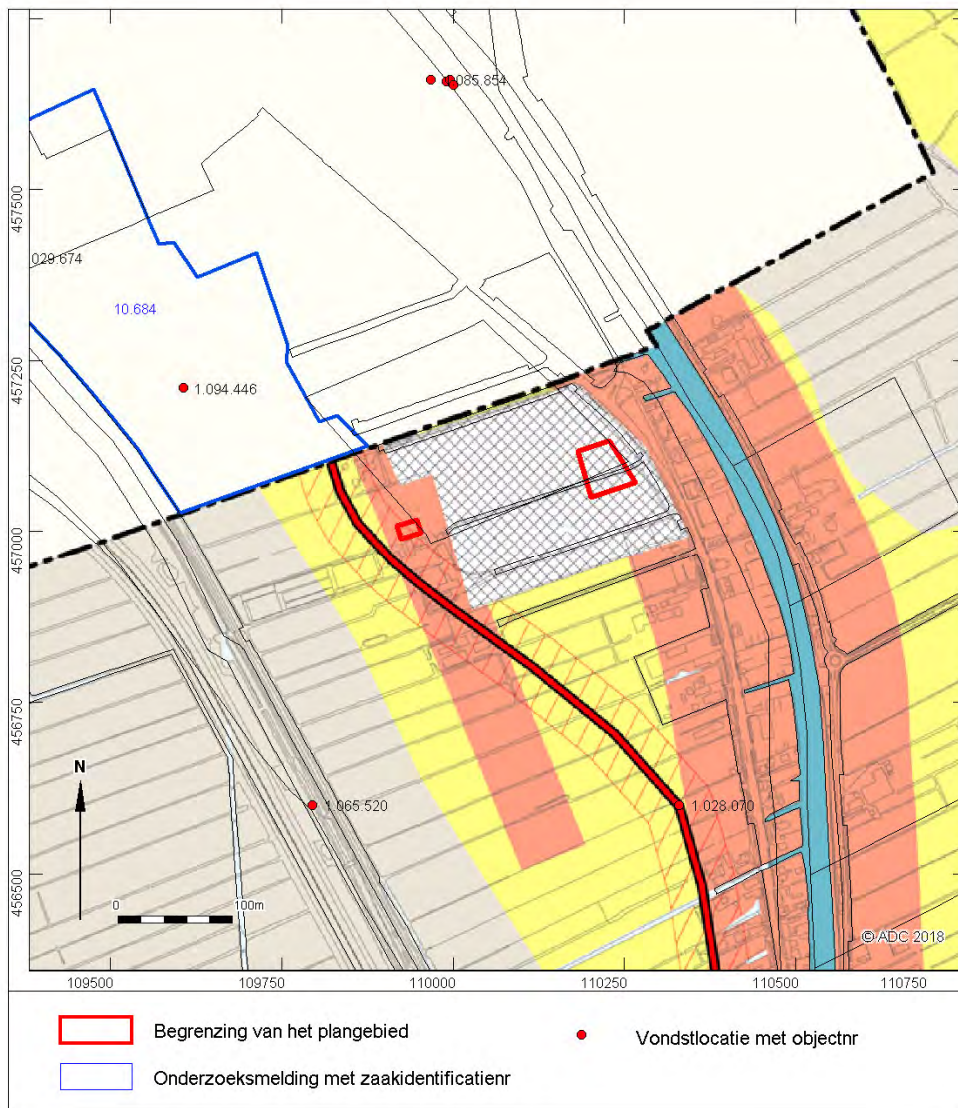 1.085.854
457500
029.674
10.684
457250
1.094.446
457000
456750
N
1.065.520
1.028.070
456500
0 100m
© ADC 2018
109500 109750 110000 110250 110500 110750
Begrenzing van het plangebied
Vondstlocatie met objectnr
Onderzoeksmelding met zaakidentificatienr